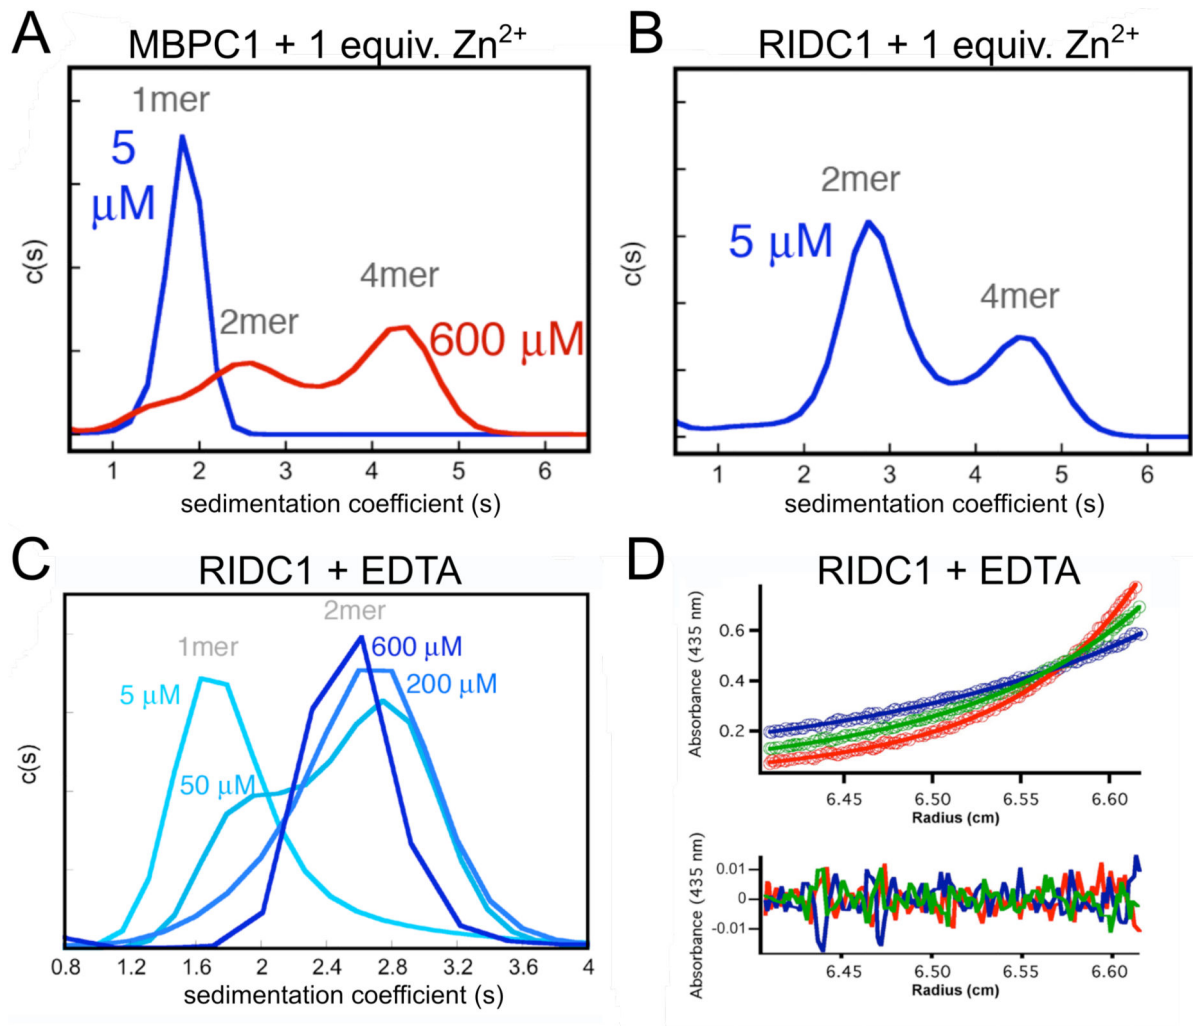 A
MBPC1 + 1 equiv. Zn2+
1mer
5
μM
2mer
4mer
600 μM
c(s)
1 2 3 4 5 6
sedimentation coefficient (s)
B
RIDC1 + 1 equiv. Zn2+
2mer
5 μM
4mer
c(s)
1 2 3 4 5 6
sedimentation coefficient (s)
C
RIDC1 + EDTA
2mer
1mer
600 μM
5 μM
200 μM
50 μM
c(s)
0.8 1.2 1.6 2 2.4 2.8 3.2 3.6 4
sedimentation coefficient (s)
D
RIDC1 + EDTA
Absorbance (435 nm)
0.6
0.4
0.2
6.45 6.50 6.55 6.60
Radius (cm)
Absorbance (435 nm)
0.01
0
-0.01
6.45 6.50 6.55 6.60
Radius (cm)